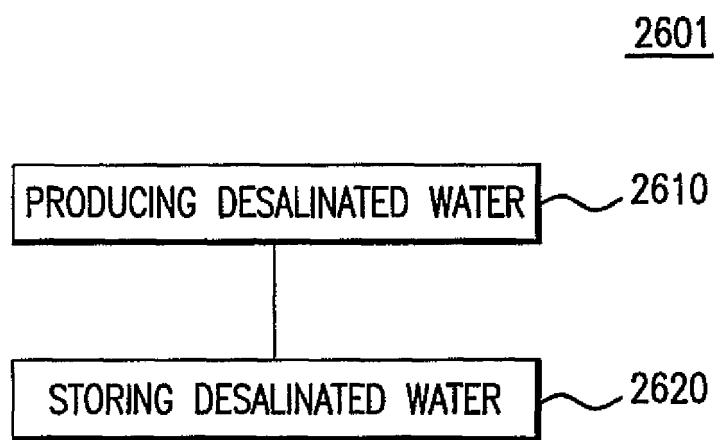 2601
PRODUCING DESALINATED WATER
2610
STORING DESALINATED WATER
2620